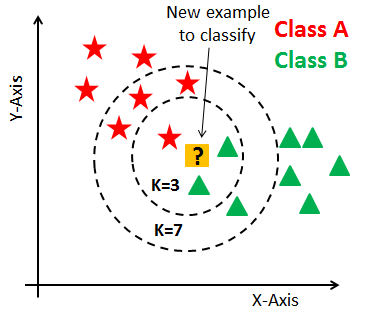 New example
to classify
Class A
Class B
Y-Axis
?
K=3
K=7
X-Axis